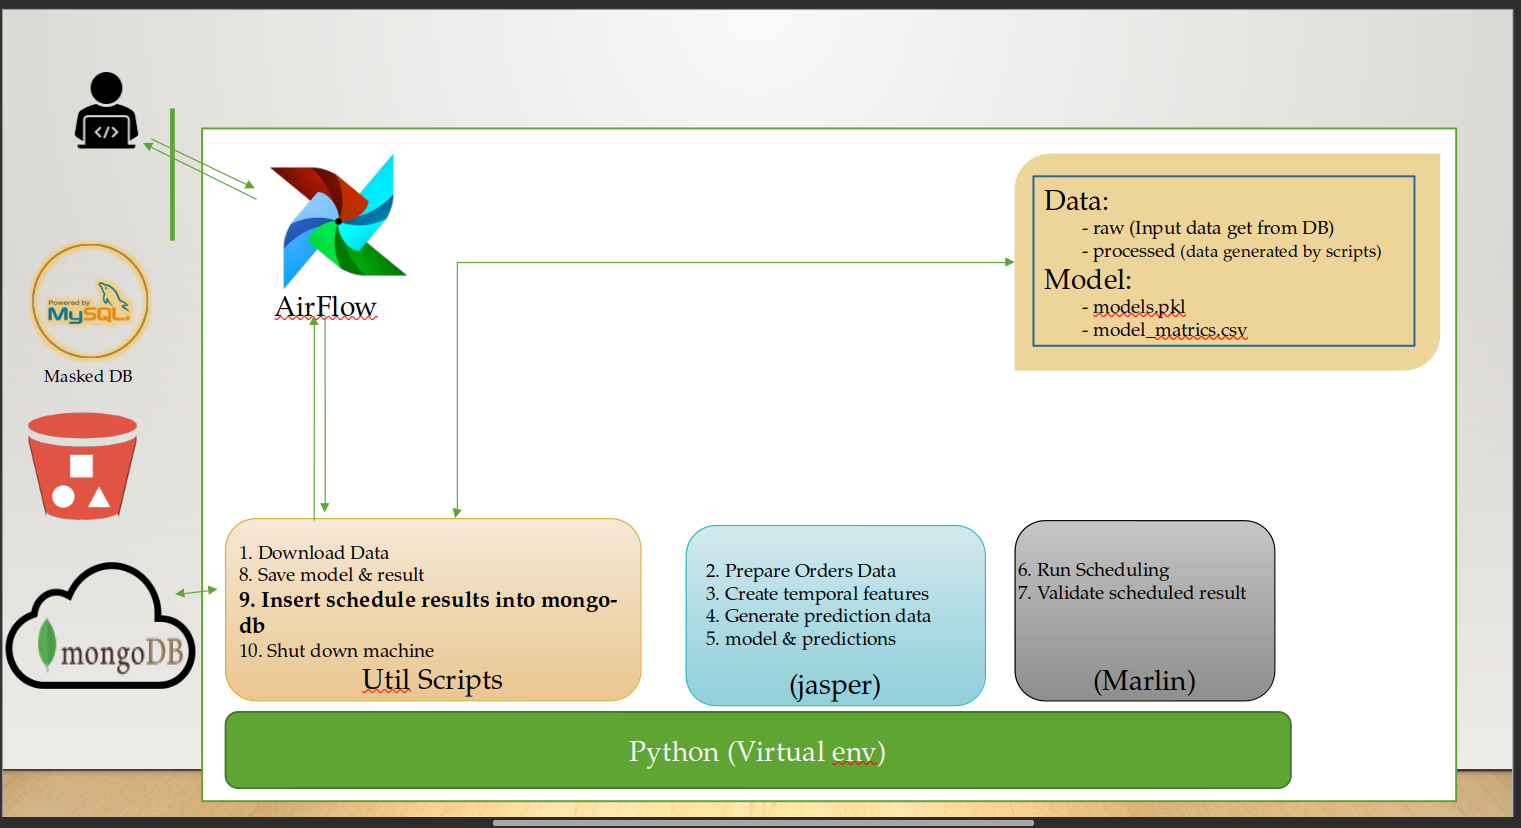 </>
Powered by
MySQL
Masked DB
mongoDB
AirFlow
Data:
- raw (Input data get from DB)
- processed (data generated by scripts)
Model:
- models.pkl
- model_matrics.csv
1. Download Data
8. Save model & result
9. Insert schedule results into mongo-
db
10. Shut down machine
Util Scripts
2. Prepare Orders Data
3. Create temporal features
4. Generate prediction data
5. model & predictions
(jasper)
6. Run Scheduling
7. Validate scheduled result
(Marlin)
Python (Virtual env)